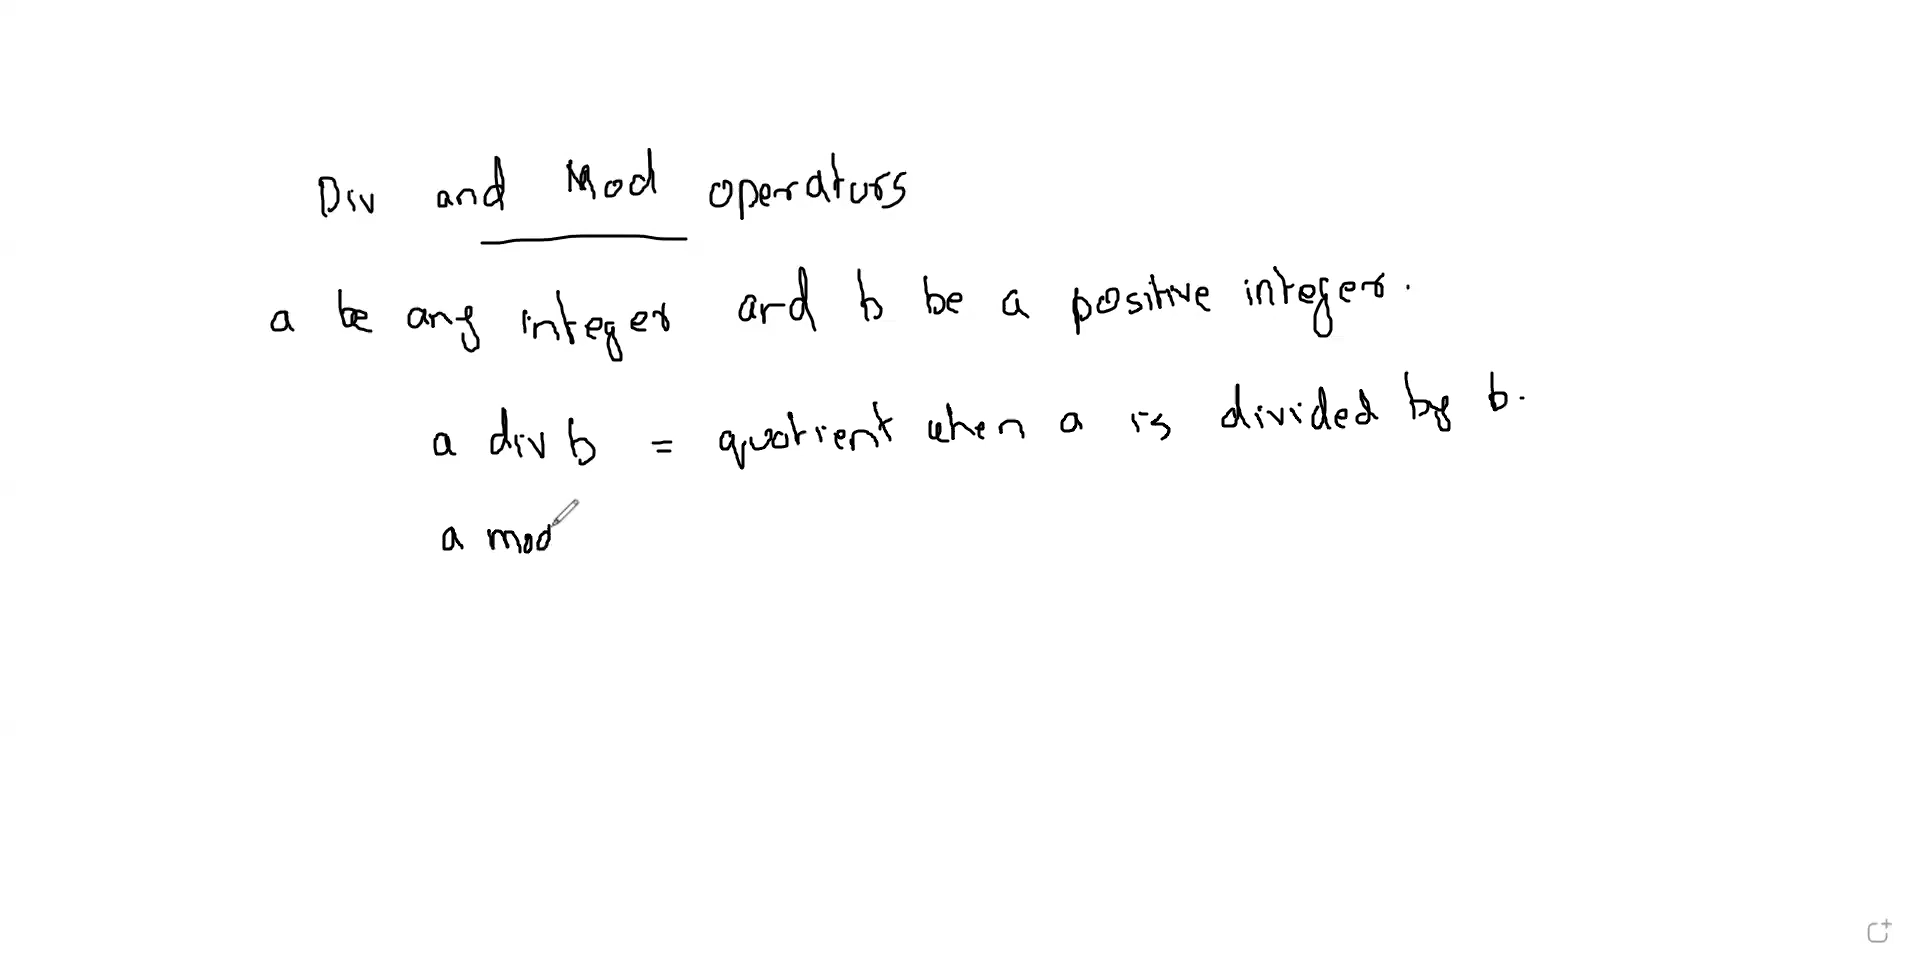 Div and Mod operators
a be any integer and b be a positive integer.
a div b = quotient when a is divided by b.
a mod